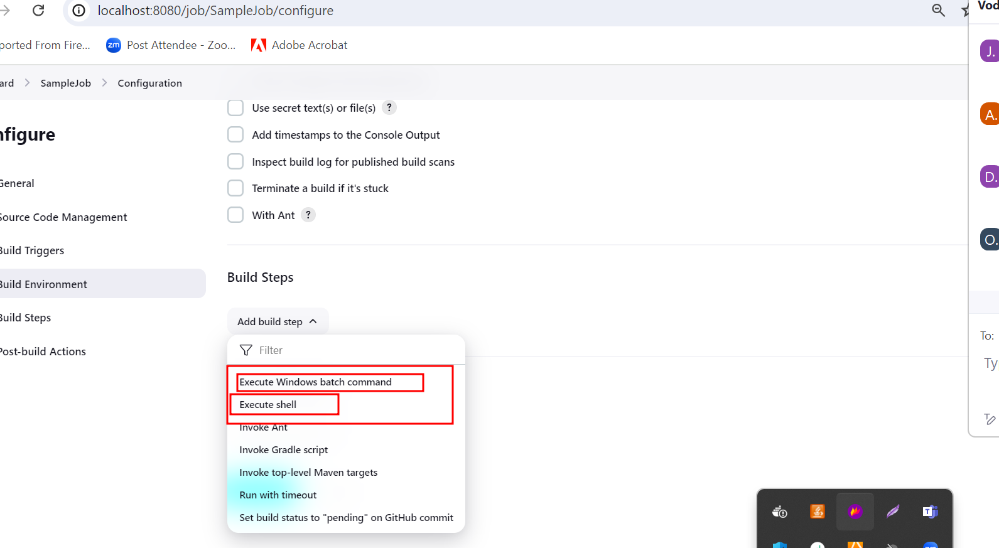 localhost:8080/job/SampleJob/configure
Vod
ported From Fire...
zm Post Attendee - Zoo...
Adobe Acrobat
J.
ard > SampleJob > Configuration
Use secret text(s) or file(s) ?
A.
nfigure
Add timestamps to the Console Output
Inspect build log for published build scans
D.
General
Terminate a build if it's stuck
Source Code Management
With Ant ?
O.
Build Triggers
Build Steps
Build Environment
Build Steps
Add build step
To:
Post-build Actions
Filter
Ty
Execute Windows batch command
Execute shell
Invoke Ant
Invoke Gradle script
Invoke top-level Maven targets
Run with timeout
Set build status to "pending" on GitHub commit